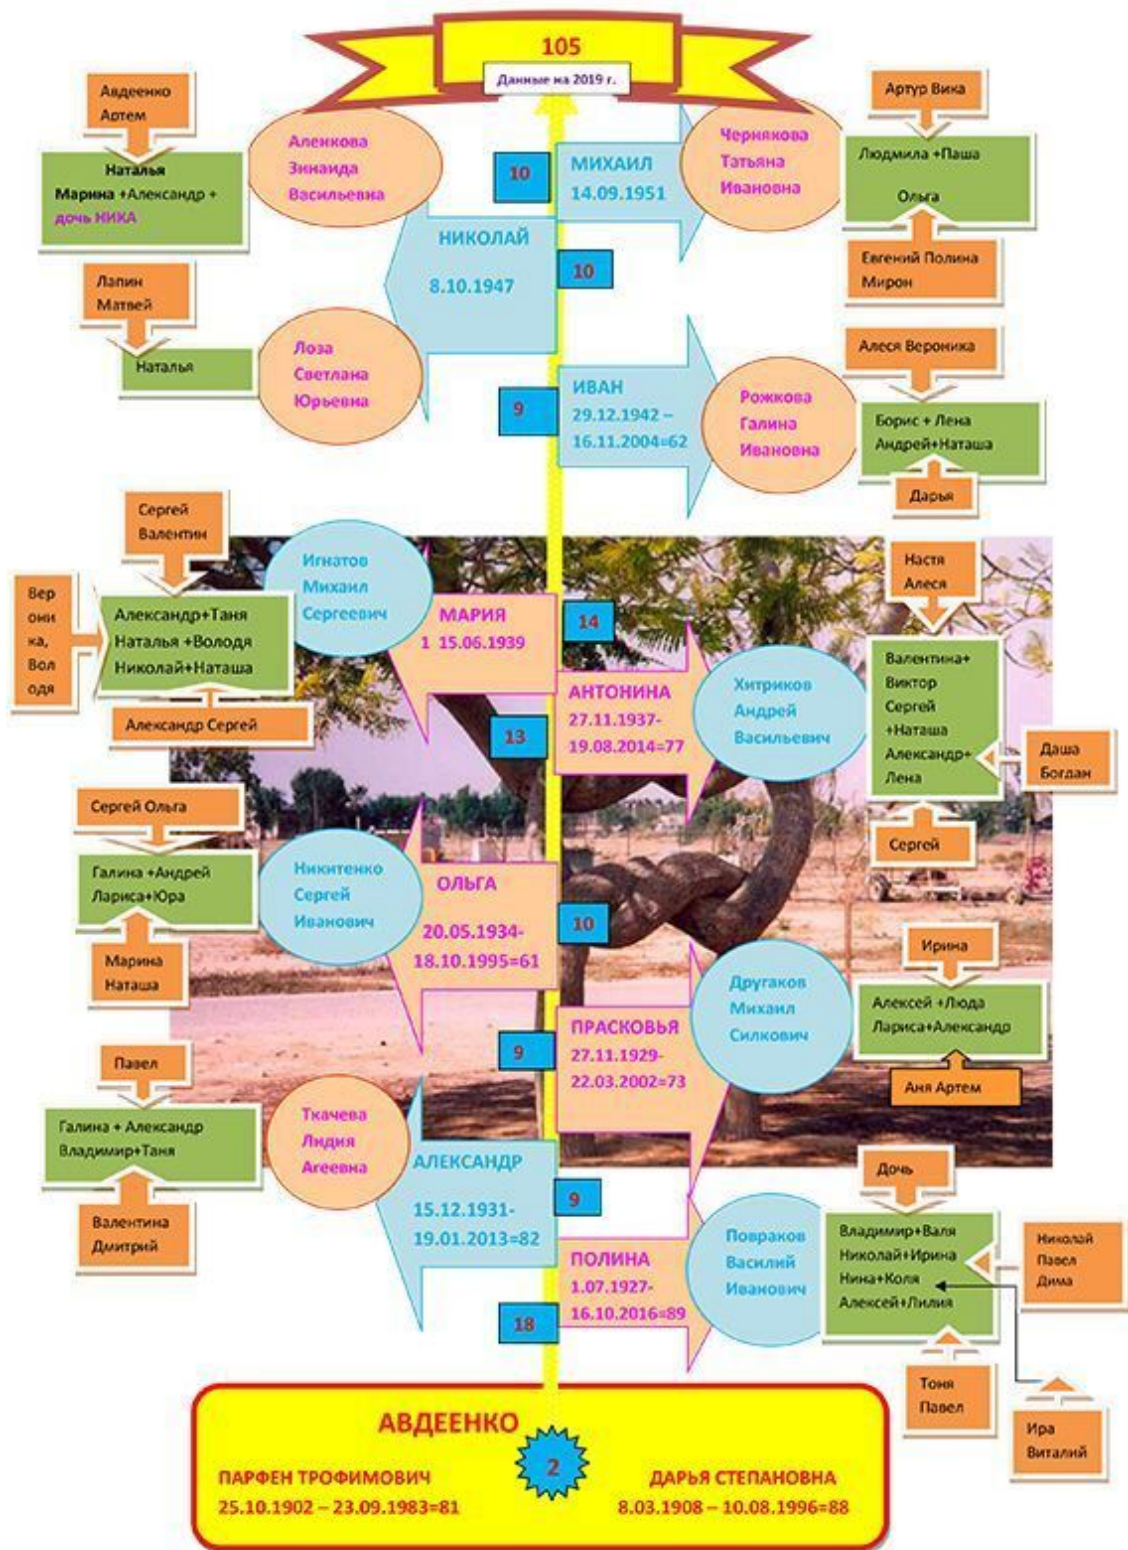 105
Данные на 2019 г.
Авдеенко
Артем
Наталья
Марина +Александр +
дочь НИКА
Аленкова
Зинаида
Васильевна
10
МИХАИЛ
14.09.1951
Чернякова
Татьяна
Ивановна
Артур Вика
Людмила +Паша
Ольга
Евгений Полина
Мирон
НИКОЛАЙ
8.10.1947
10
Лапин
Матвей
Наталья
Лоза
Светлана
Юрьевна
9
ИВАН
29.12.1942 –
16.11.2004=62
Рожкова
Галина
Ивановна
Алеся Вероника
Борис + Лена
Андрей+Наташа
Дарья
Сергей
Валентин
Вер
они
ка,
Вол
одя
Александр+Таня
Наталья +Володя
Николай+Наташа
Александр Сергей
Игнатов
Михаил
Сергеевич
МАРИЯ
1 15.06.1939
14
Настя
Алеся
АНТОНИНА
27.11.1937-
19.08.2014=77
Хитриков
Андрей
Васильевич
Валентина+
Виктор
Сергей
+Наташа
Александр+
Лена
Даша
Богдан
Сергей
13
Сергей Ольга
Галина +Андрей
Лариса+Юра
Марина
Наташа
Никитенко
Сергей
Иванович
ОЛЬГА
20.05.1934-
18.10.1995=61
10
Ирина
ПРАСКОВЬЯ
27.11.1929-
22.03.2002=73
Другаков
Михаил
Силкович
Алексей +Люда
Лариса+Александр
Аня Артем
9
Павел
Галина + Александр
Владимир+Таня
Валентина
Дмитрий
Ткачева
Лидия
Агеевна
АЛЕКСАНДР
15.12.1931-
19.01.2013=82
9
Дочь
ПОЛИНА
1.07.1927-
16.10.2016=89
Повраков
Василий
Иванович
Владимир+Валя
Николай+Ирина
Нина+Коля
Алексей+Лилия
Николай
Павел
Дима
Тоня
Павел
Ира
Виталий
18
АВДЕЕНКО
2
ПАРФЕН ТРОФИМОВИЧ
25.10.1902 – 23.09.1983=81
ДАРЬЯ СТЕПАНОВНА
8.03.1908 – 10.08.1996=88